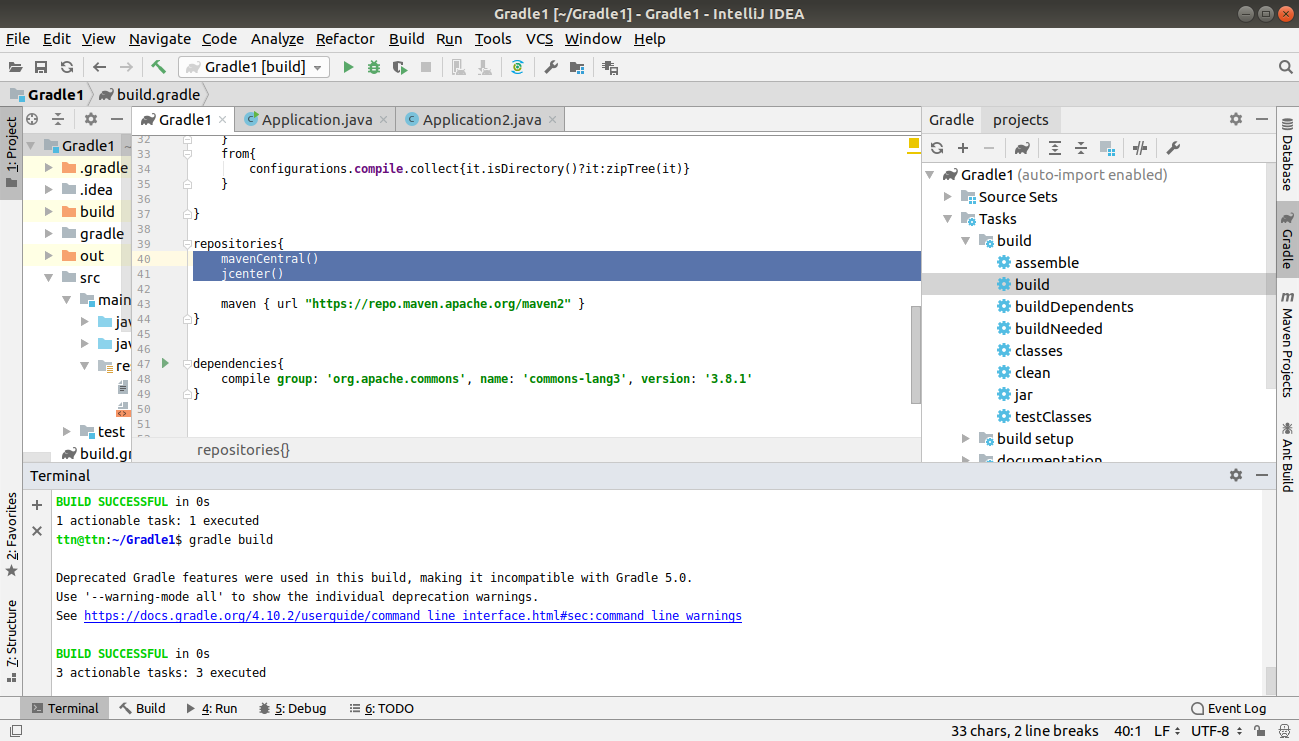 Gradle1 [~/Gradle1] - Gradle1 - IntelliJ IDEA
File Edit View Navigate Code Analyze Refactor Build Run Tools VCS Window Help
Gradle1 [build]
Gradle1 build.gradle
1: Project
Gradle1 ~
.gradle
.idea
build
gradle
out
src
main
jav
jav
res
test
build.gr
Gradle1 Application.java Application2.java
32 }
33 from{
34 configurations.compile.collect{it.isDirectory()?it:zipTree(it)}
35 }
36
37 }
38
39 repositories{
40 mavenCentral()
41 jcenter()
42
43 maven { url "https://repo.maven.apache.org/maven2" }
44 }
45
46
47 dependencies{
48 compile group: 'org.apache.commons', name: 'commons-lang3', version: '3.8.1'
49 }
50
51
repositories{}
Gradle projects
Gradle1 (auto-import enabled)
Source Sets
Tasks
build
assemble
build
buildDependents
buildNeeded
classes
clean
jar
testClasses
build setup
documentation
Database
Gradle
Maven Projects
Ant Build
2: Favorites
7: Structure
Terminal
BUILD SUCCESSFUL in 0s
1 actionable task: 1 executed
ttn@ttn:~/Gradle1$ gradle build
Deprecated Gradle features were used in this build, making it incompatible with Gradle 5.0.
Use '--warning-mode all' to show the individual deprecation warnings.
See https://docs.gradle.org/4.10.2/userguide/command_line_interface.html#sec:command_line_warnings
BUILD SUCCESSFUL in 0s
3 actionable tasks: 3 executed
Terminal Build 4: Run 5: Debug 6: TODO Event Log
33 chars, 2 line breaks 40:1 LF UTF-8